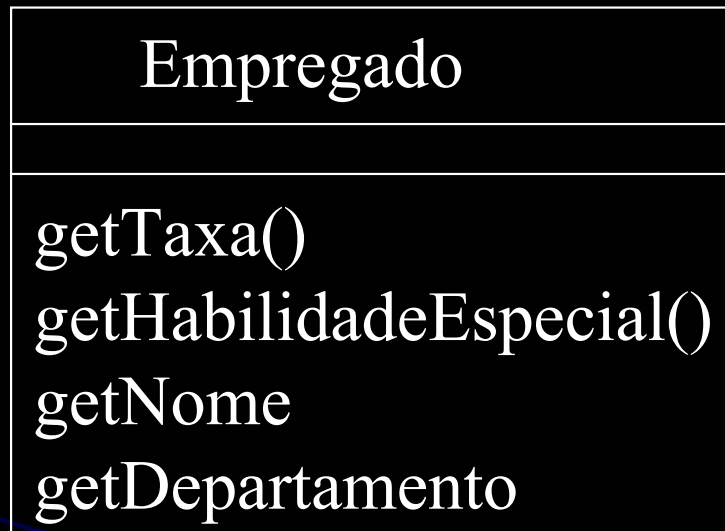 Empregado
getTaxa()
getHabilidadeEspecial()
getNome
getDepartamento